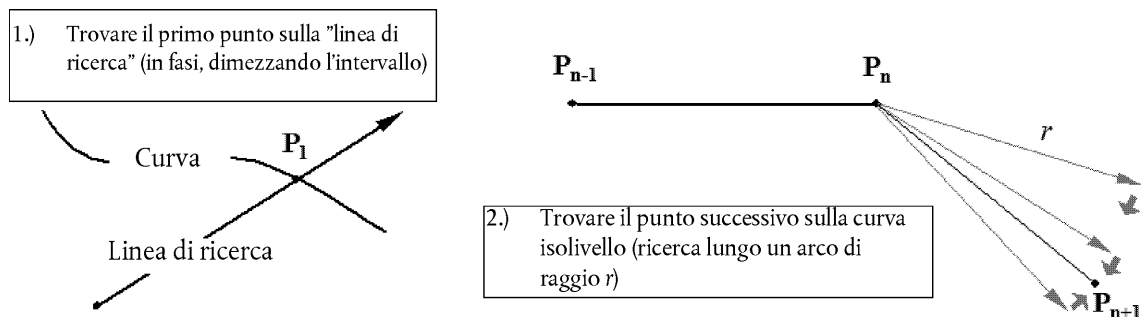 1.) Trovare il primo punto sulla ”linea di
ricerca” (in fasi, dimezzando l'intervallo)
Curva
P1
Linea di ricerca
Pn-1
Pn
r
2.) Trovare il punto successivo sulla curva
isolivello (ricerca lungo un arco di
raggio r)
Pn+1